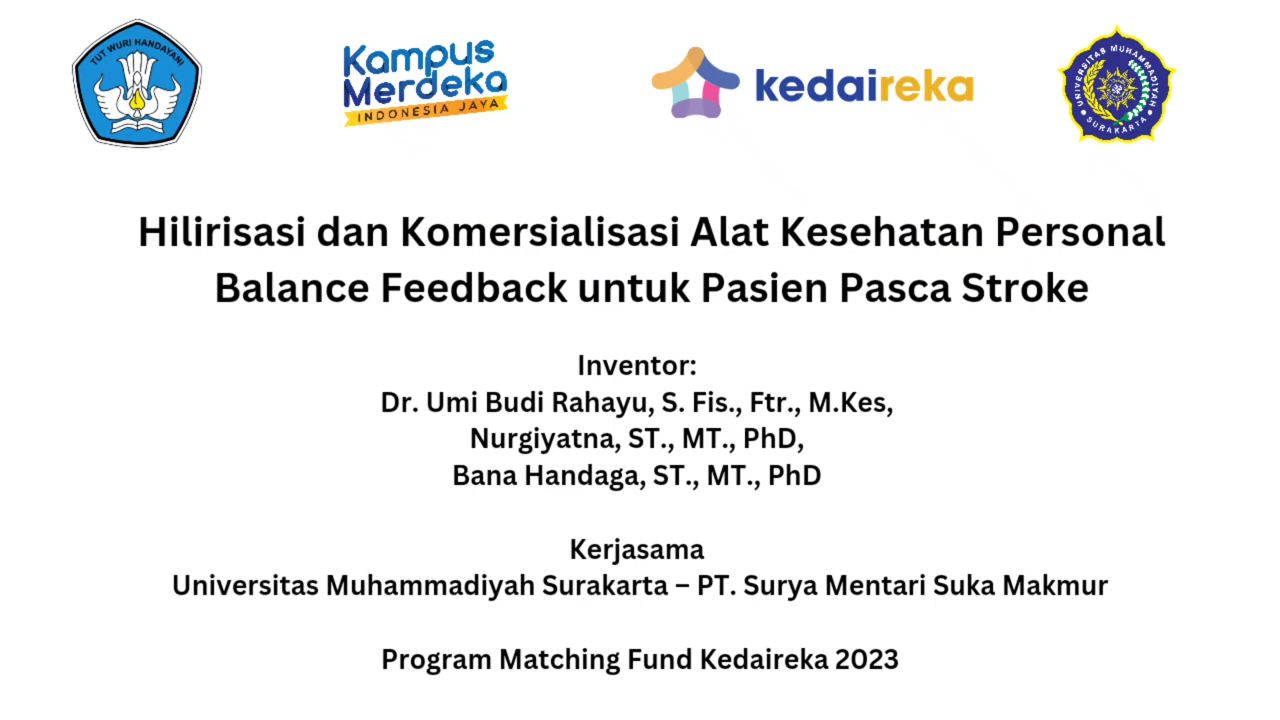 TUT WURI HANDAYANI
Kampus
Merdeka
INDONESIA JAYA
kedaireka
UNIVERSITAS MUHAMMADIYAH
SURAKARTA
Hilirisasi dan Komersialisasi Alat Kesehatan Personal
Balance Feedback untuk Pasien Pasca Stroke
Inventor:
Dr. Umi Budi Rahayu, S. Fis., Ftr., M.Kes,
Nurgiyatna, ST., MT., PhD,
Bana Handaga, ST., MT., PhD
Kerjasama
Universitas Muhammadiyah Surakarta – PT. Surya Mentari Suka Makmur
Program Matching Fund Kedaireka 2023